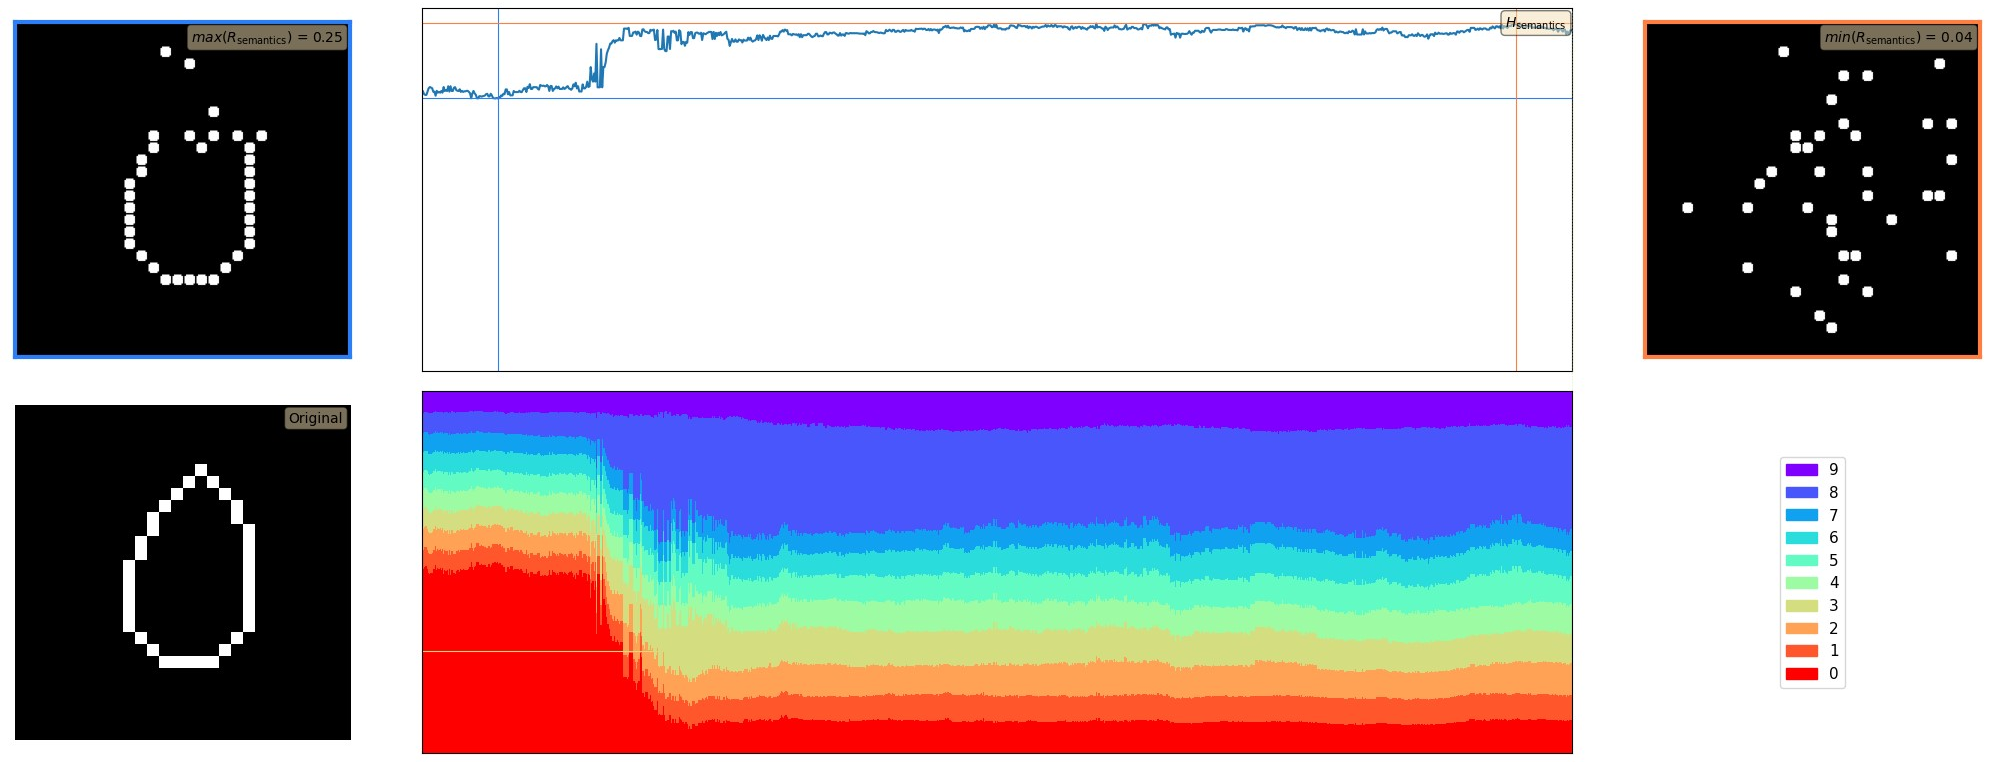 max(R_semantics) = 0.25
H_semantics
min(R_semantics) = 0.04
Original
9
8
7
6
5
4
3
2
1
0